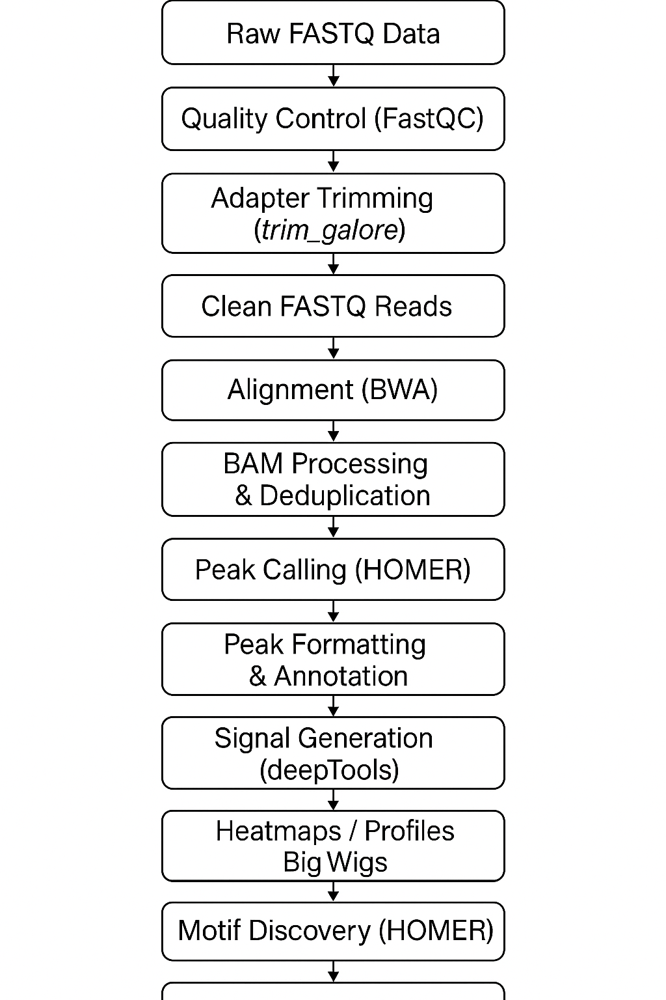 Raw FASTQ Data
Quality Control (FastQC)
Adapter Trimming
(trim_galore)
Clean FASTQ Reads
Alignment (BWA)
BAM Processing
& Deduplication
Peak Calling (HOMER)
Peak Formatting
& Annotation
Signal Generation
(deepTools)
Heatmaps / Profiles
Big Wigs
Motif Discovery (HOMER)